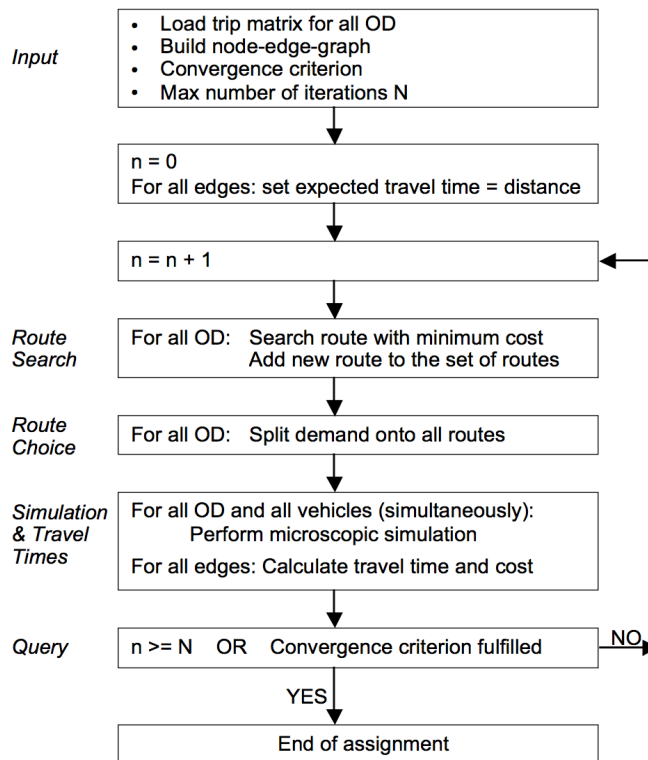 Input
• Load trip matrix for all OD
• Build node-edge-graph
• Convergence criterion
• Max number of iterations N
n = 0
For all edges: set expected travel time = distance
n = n + 1
Route
Search
For all OD: Search route with minimum cost
Add new route to the set of routes
Route
Choice
For all OD: Split demand onto all routes
Simulation
& Travel
Times
For all OD and all vehicles (simultaneously):
Perform microscopic simulation
For all edges: Calculate travel time and cost
Query
n >= N OR Convergence criterion fulfilled
NO
YES
End of assignment